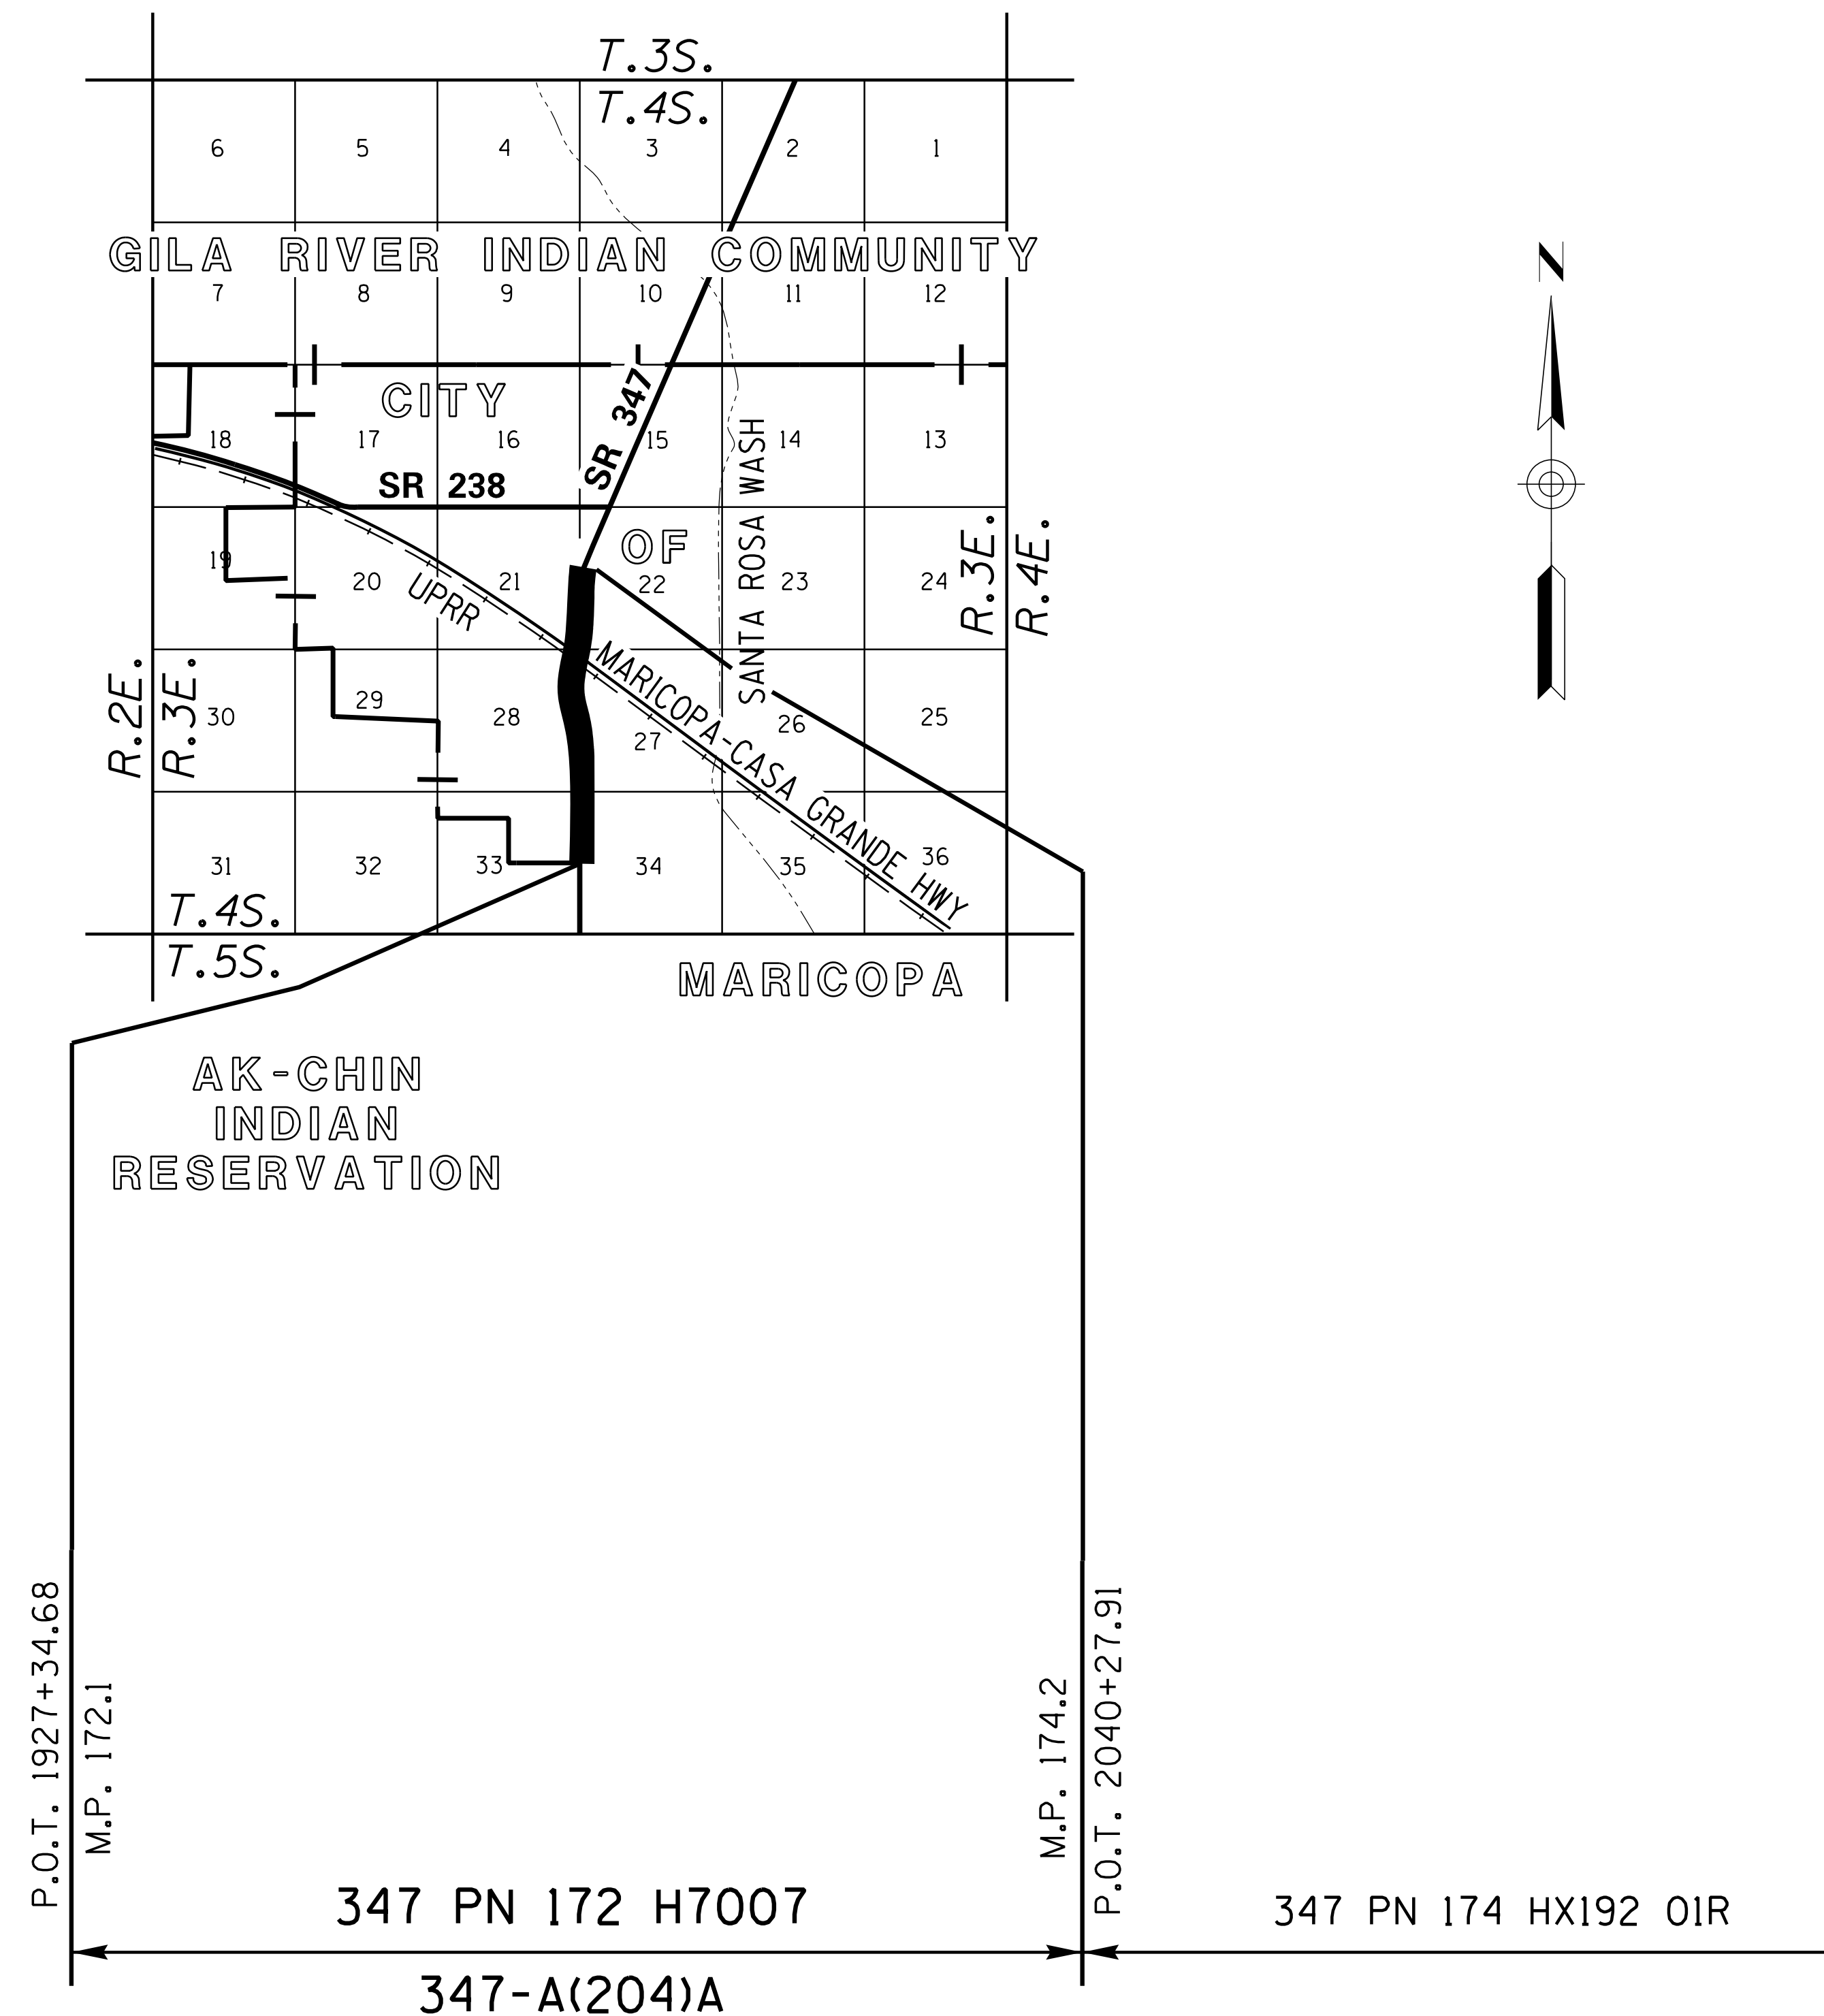 T.3S.
T.4S.
6 5 4 3 2 1
GILA RIVER INDIAN COMMUNITY
7 8 9 10 11 12
N
CITY
SR 347
18 17 16 15 14 13
SR 238
SANTA ROSA WASH
OF
19 20 21 22 23 24
UPRR
R.3E.
R.4E.
R.2E.
R.3E.
MARICOPA-CASA GRANDE HWY
30 29 28 27 26 25
31 32 33 34 35 36
T.4S.
T.5S.
MARICOPA
AK-CHIN
INDIAN
RESERVATION
P.O.T. 1927+34.68
M.P. 172.1
M.P. 174.2
P.O.T. 2040+27.91
347 PN 172 H7007
347 PN 174 HX192 01R
347-A(204)A